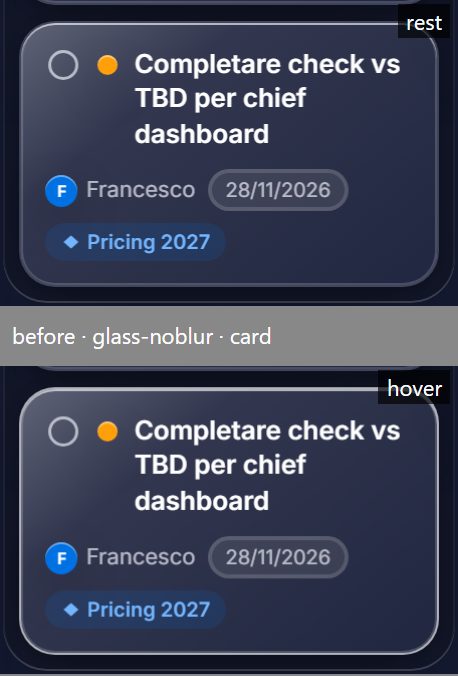 rest
Completare check vs
TBD per chief
dashboard
F Francesco 28/11/2026
Pricing 2027
before · glass-noblur · card
hover
Completare check vs
TBD per chief
dashboard
F Francesco 28/11/2026
Pricing 2027